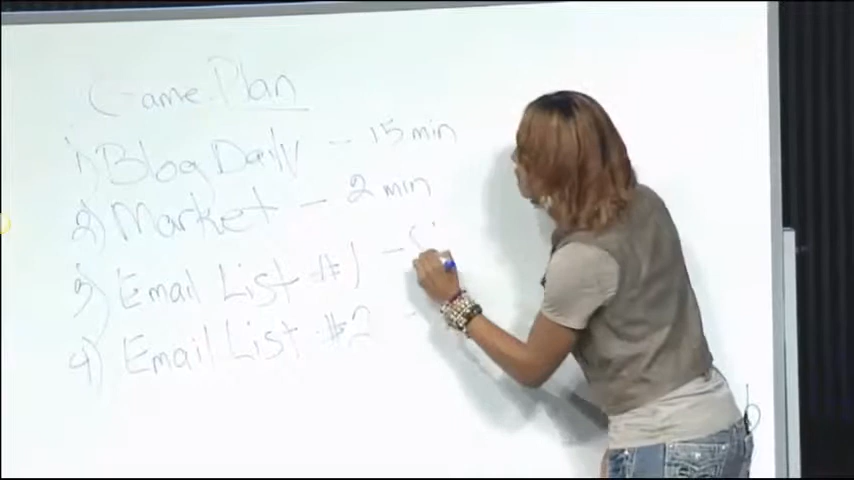 Game Plan
1) Blog Daily - 15 min
2) Market - 2 min
3) Email List #1 -
4) Email List #2 -